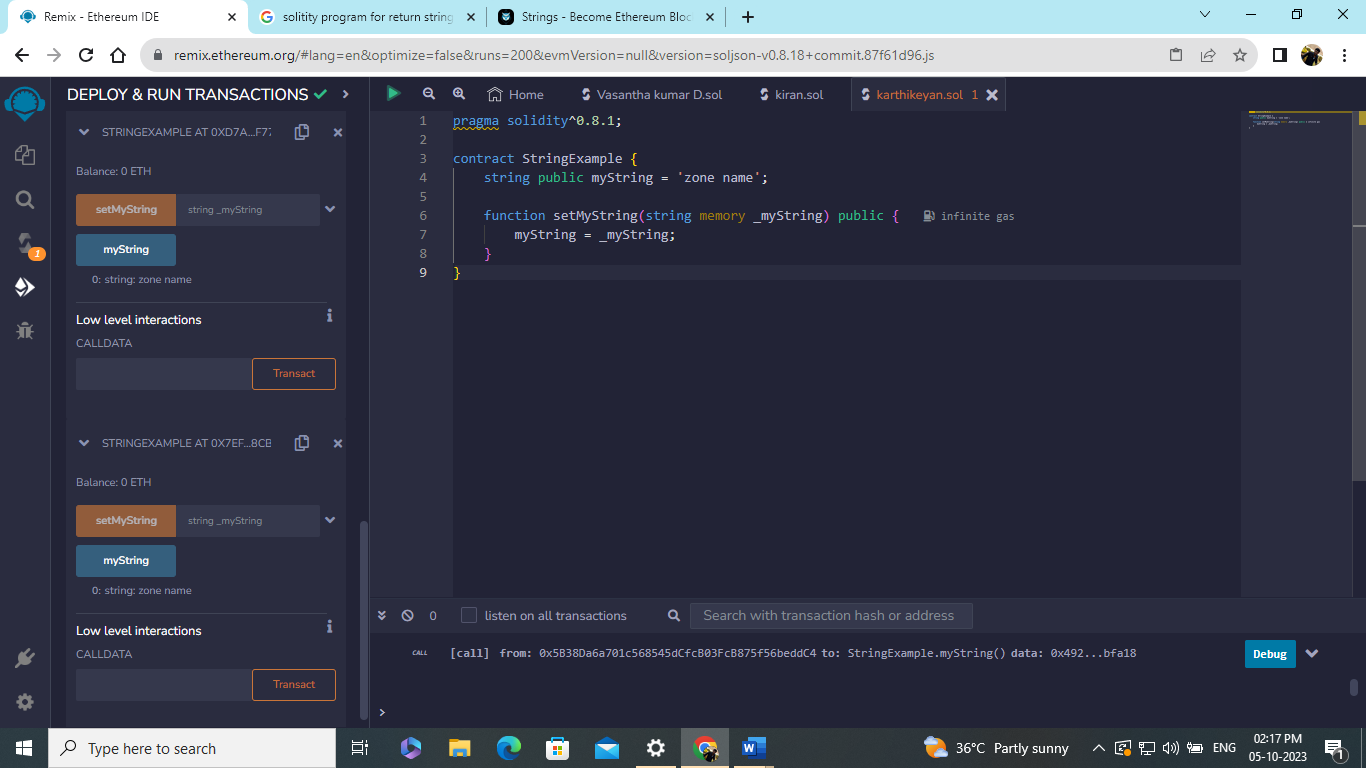 Remix - Ethereum IDE
solitity program for return string
Strings - Become Ethereum Bloc
remix.ethereum.org/#lang=en&optimize=false&runs=200&evmVersion=null&version=soljson-v0.8.18+commit.87f61d96.js
DEPLOY & RUN TRANSACTIONS
STRINGEXAMPLE AT 0XD7A...F77
Balance: 0 ETH
setMyString string _myString
myString
0: string: zone name
Low level interactions
CALLDATA
Transact
STRINGEXAMPLE AT 0X7EF...8CB
Balance: 0 ETH
setMyString string _myString
myString
0: string: zone name
Low level interactions
CALLDATA
Transact
1
Home
Vasantha kumar D.sol
kiran.sol
karthikeyan.sol 1
1 pragma solidity^0.8.1;
2
3 contract StringExample {
4 string public myString = 'zone name';
5
6 function setMyString(string memory _myString) public { infinite gas
7 myString = _myString;
8 }
9 }
0 listen on all transactions Search with transaction hash or address
CALL [call] from: 0x5B38Da6a701c568545dCfcB03FcB875f56beddC4 to: StringExample.myString() data: 0x492...bfa18 Debug
>
Type here to search
36°C Partly sunny
ENG
02:17 PM
05-10-2023
1